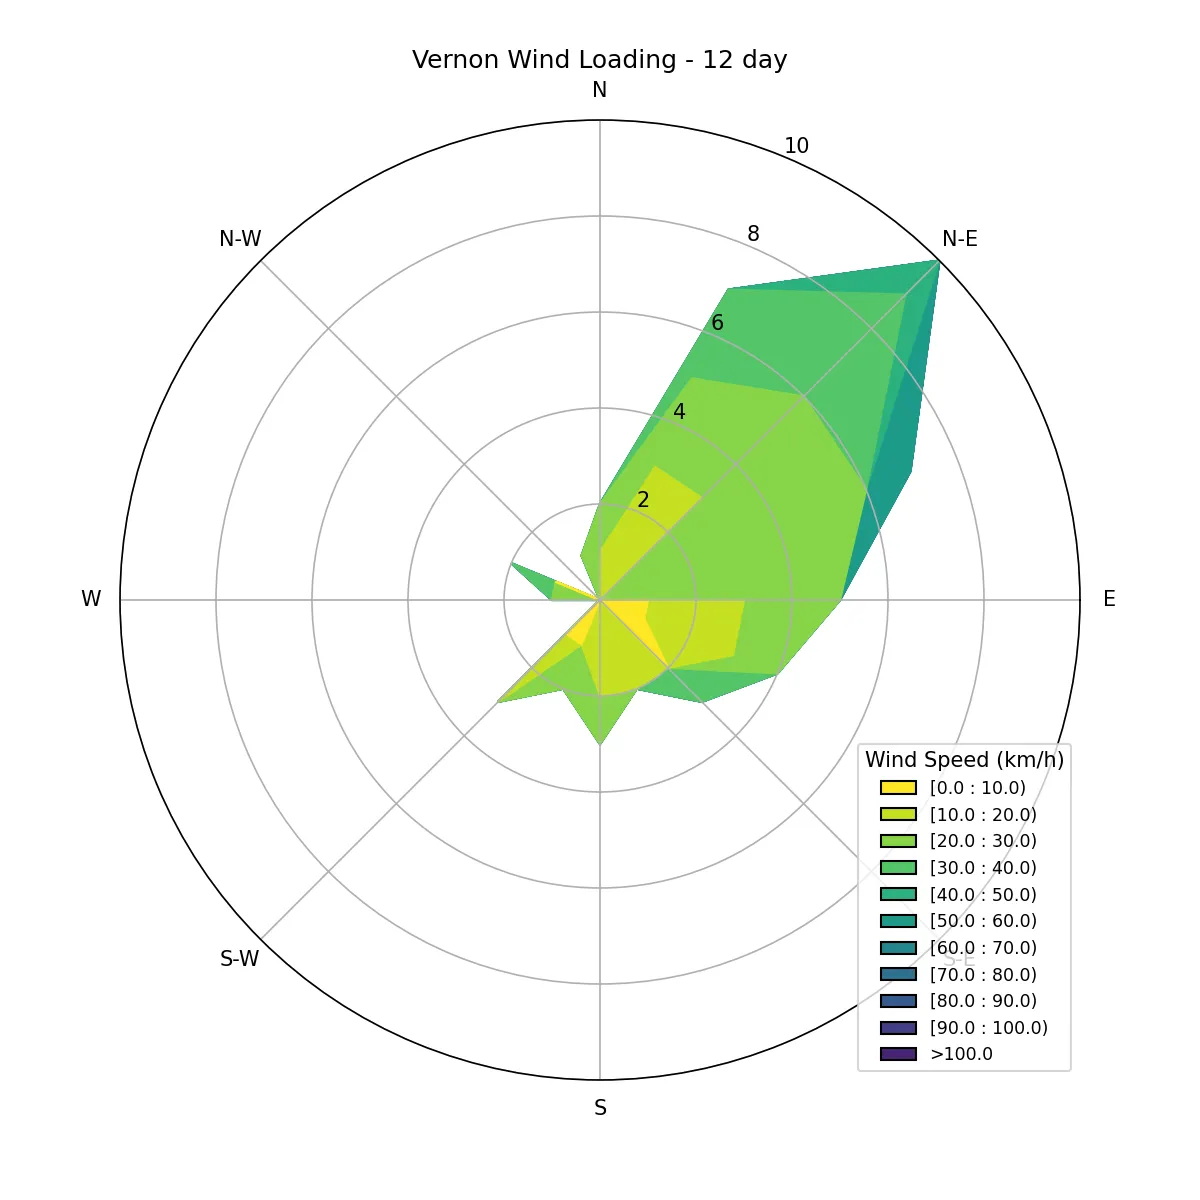 Vernon Wind Loading - 12 day
N
10
8
N-W
N-E
6
4
2
W
E
Wind Speed (km/h)
[0.0 : 10.0)
[10.0 : 20.0)
[20.0 : 30.0)
[30.0 : 40.0)
[40.0 : 50.0)
[50.0 : 60.0)
[60.0 : 70.0)
[70.0 : 80.0)
[80.0 : 90.0)
[90.0 : 100.0)
>100.0
S-W
S-E
S